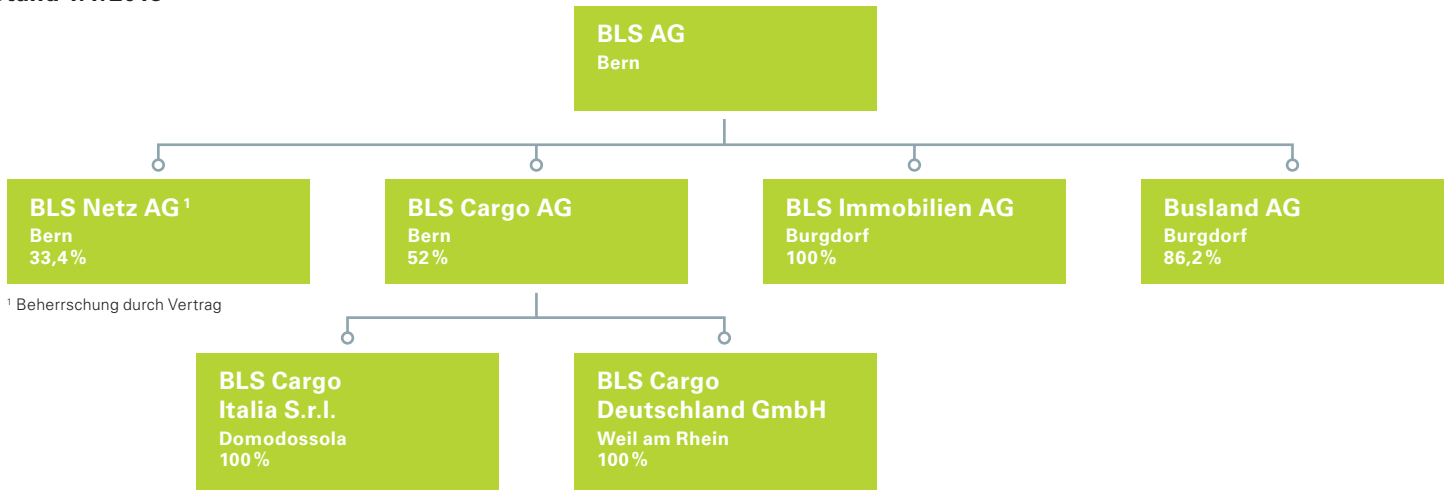 BLS AG
Bern
BLS Netz AG ¹
Bern
33,4 %
BLS Cargo AG
Bern
52 %
BLS Immobilien AG
Burgdorf
100 %
Busland AG
Burgdorf
86,2 %
¹ Beherrschung durch Vertrag
BLS Cargo
Italia S.r.l.
Domodossola
100 %
BLS Cargo
Deutschland GmbH
Weil am Rhein
100 %